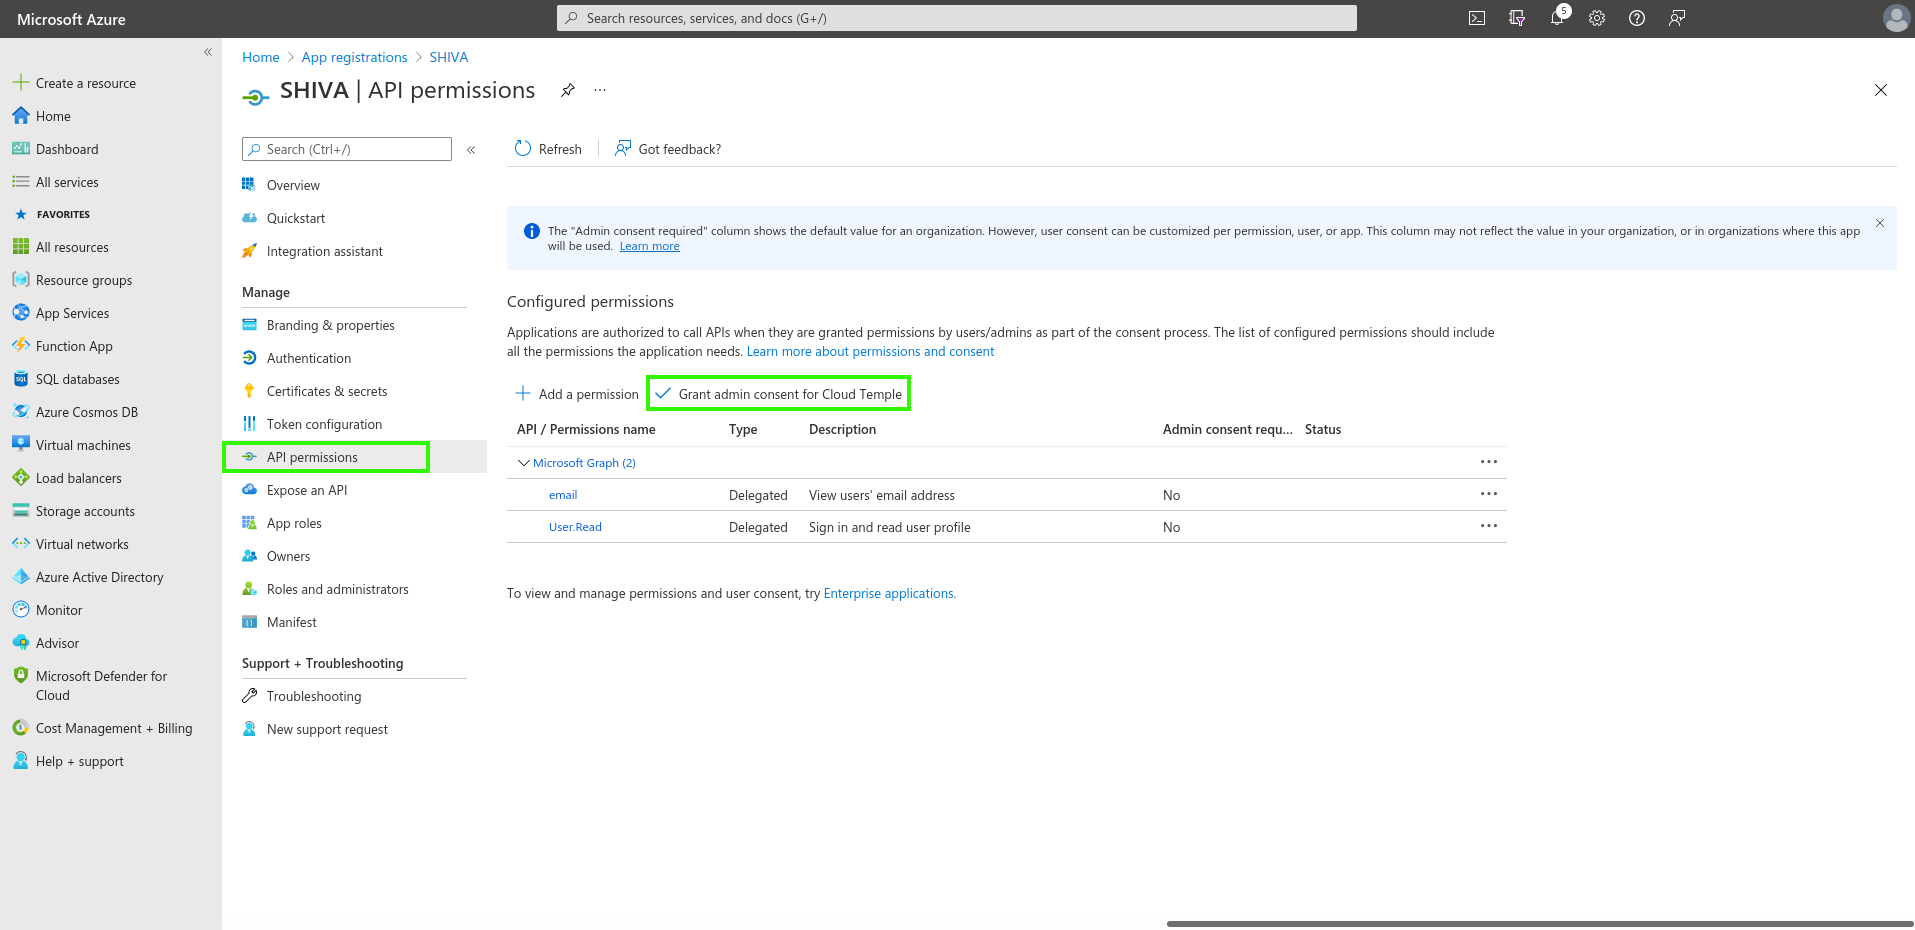 Microsoft Azure
Search resources, services, and docs (G+/)
5
«
Create a resource
Home
Dashboard
All services
FAVORITES
All resources
Resource groups
App Services
Function App
SQL databases
Azure Cosmos DB
Virtual machines
Load balancers
Storage accounts
Virtual networks
Azure Active Directory
Monitor
Advisor
Microsoft Defender for
Cloud
Cost Management + Billing
Help + support
Home > App registrations > SHIVA
SHIVA | API permissions ...
Search (Ctrl+/) «
Overview
Quickstart
Integration assistant
Manage
Branding & properties
Authentication
Certificates & secrets
Token configuration
API permissions
Expose an API
App roles
Owners
Roles and administrators
Manifest
Support + Troubleshooting
Troubleshooting
New support request
Refresh
Got feedback?
The "Admin consent required" column shows the default value for an organization. However, user consent can be customized per permission, user, or app. This column may not reflect the value in your organization, or in organizations where this app
will be used. Learn more
Configured permissions
Applications are authorized to call APIs when they are granted permissions by users/admins as part of the consent process. The list of configured permissions should include
all the permissions the application needs. Learn more about permissions and consent
Add a permission
Grant admin consent for Cloud Temple
API / Permissions name Type Description Admin consent requ... Status
Microsoft Graph (2) ...
email Delegated View users' email address No ...
User.Read Delegated Sign in and read user profile No ...
To view and manage permissions and user consent, try Enterprise applications.